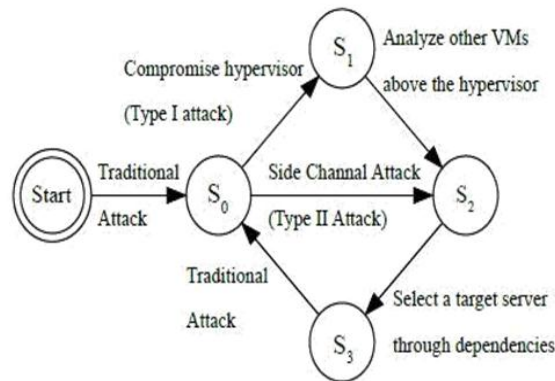 S1
Analyze other VMs
above the hypervisor
Compromise hypervisor
(Type I attack)
Start
Traditional
Attack
S0
Side Channal Attack
(Type II Attack)
S2
Traditional
Attack
S3
Select a target server
through dependencies